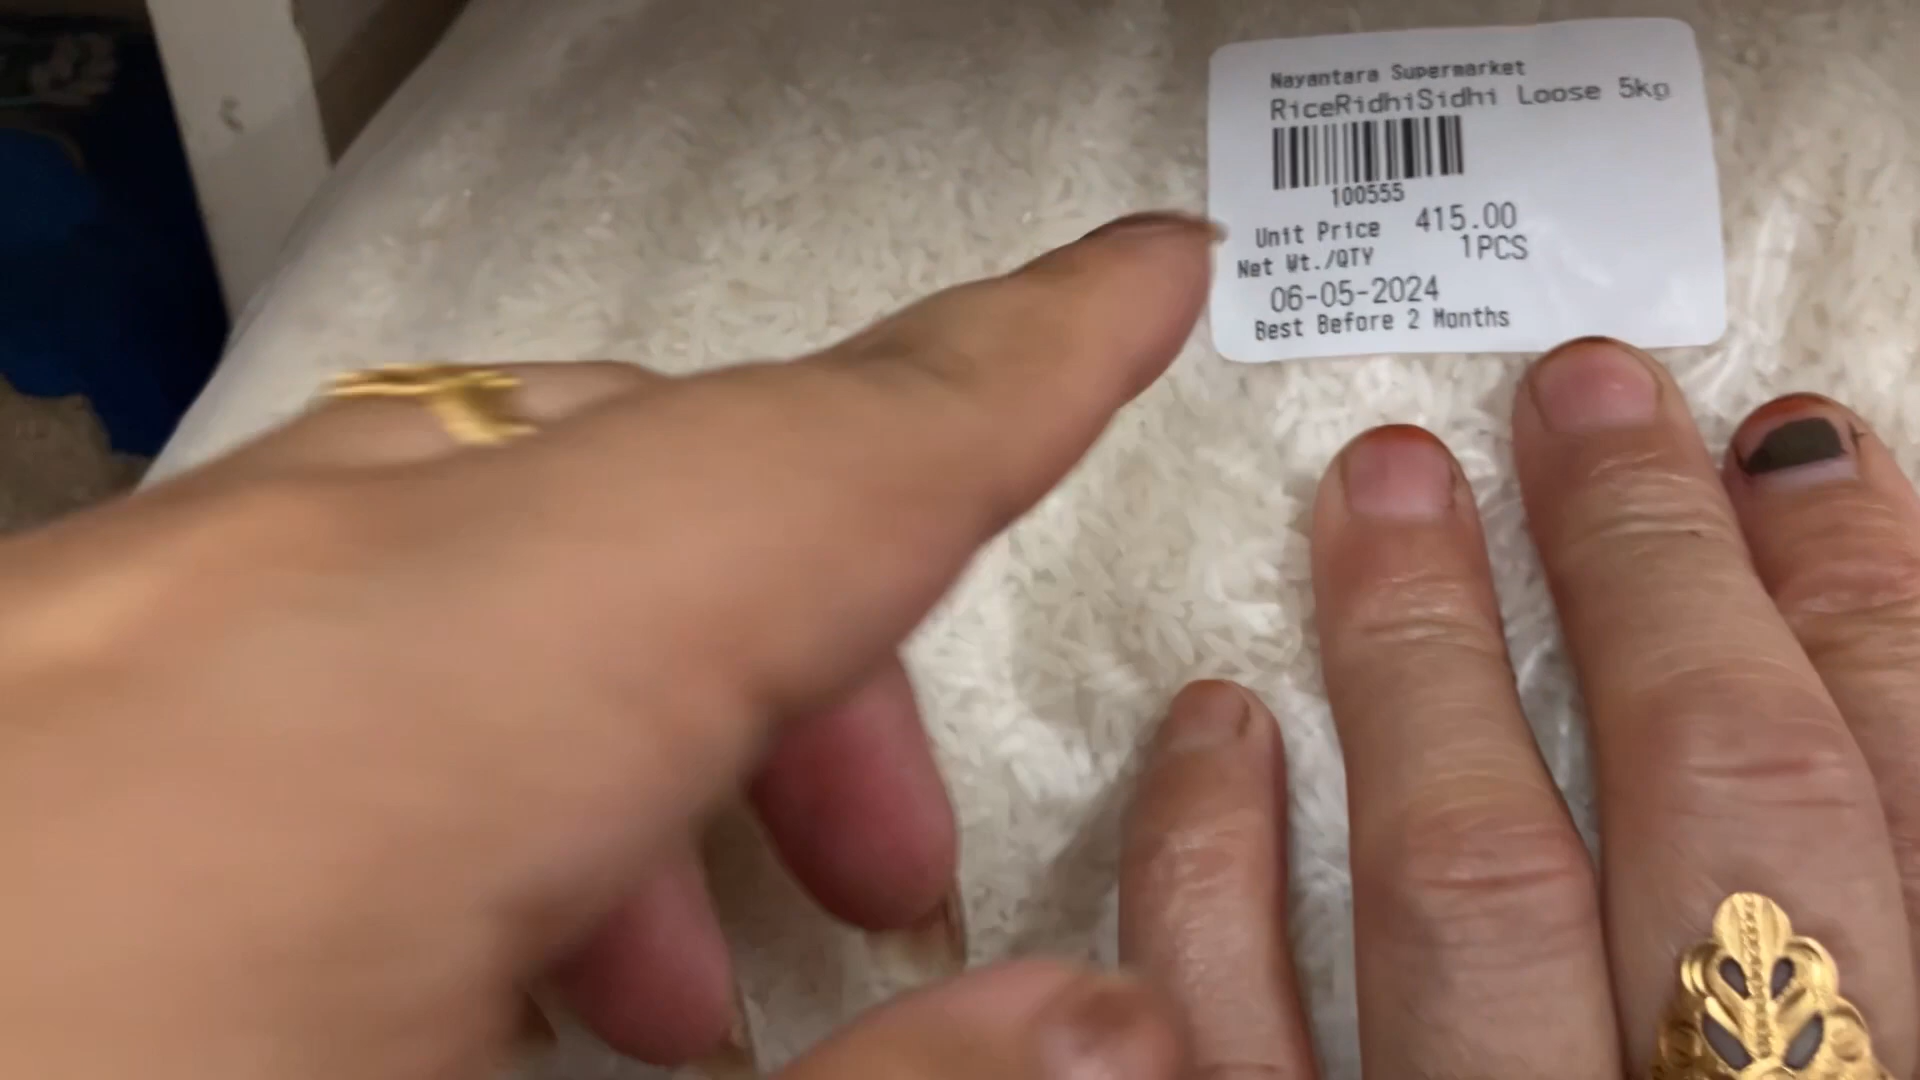 Nayantara Supermarket
RiceRidhiSidhi Loose 5kg
100555
Unit Price 415.00
Net Wt./QTY 1PCS
06-05-2024
Best Before 2 Months